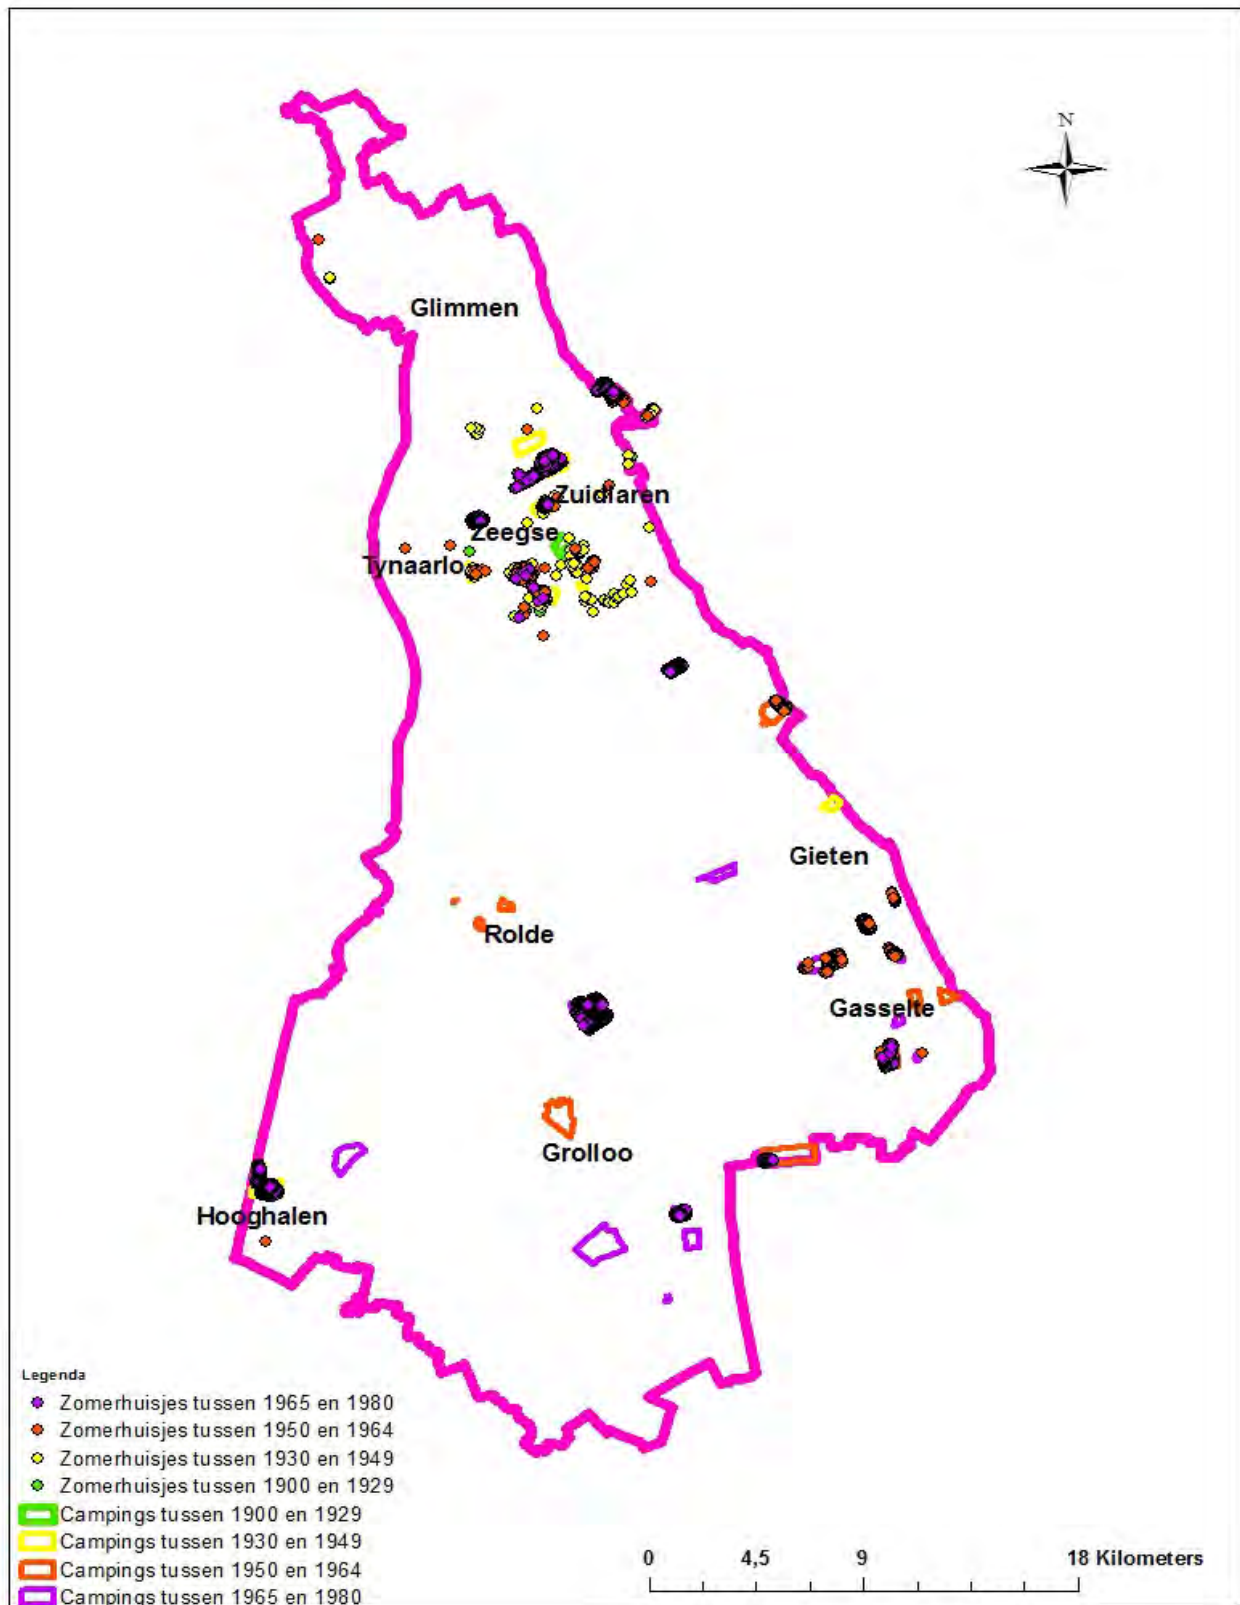 N
Glimmen
Zuidlaren
Zeegse
Tynaarlo
Gieten
Rolde
Gasselte
Grolloo
Hooghalen
Legenda
Zomerhuisjes tussen 1965 en 1980
Zomerhuisjes tussen 1950 en 1964
Zomerhuisjes tussen 1930 en 1949
Zomerhuisjes tussen 1900 en 1929
Campings tussen 1900 en 1929
Campings tussen 1930 en 1949
Campings tussen 1950 en 1964
Campings tussen 1965 en 1980
0 4,5 9 18 Kilometers